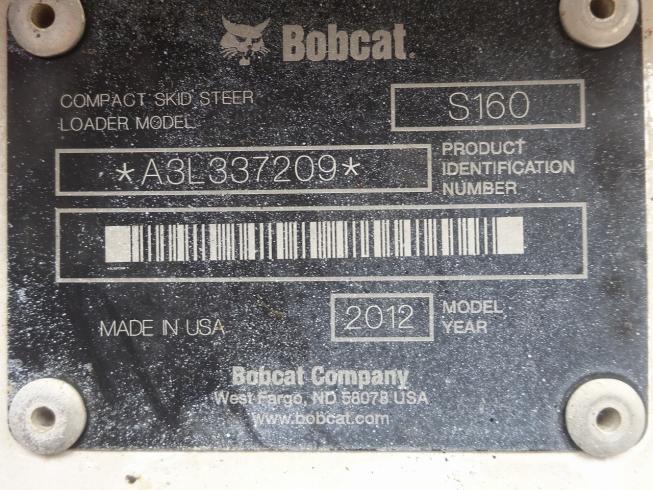 Bobcat.
COMPACT SKID STEER
LOADER MODEL
S160
*A3L337209*
PRODUCT
IDENTIFICATION
NUMBER
MADE IN USA
2012
MODEL
YEAR
Bobcat Company
West Fargo, ND 58078 USA
www.bobcat.com